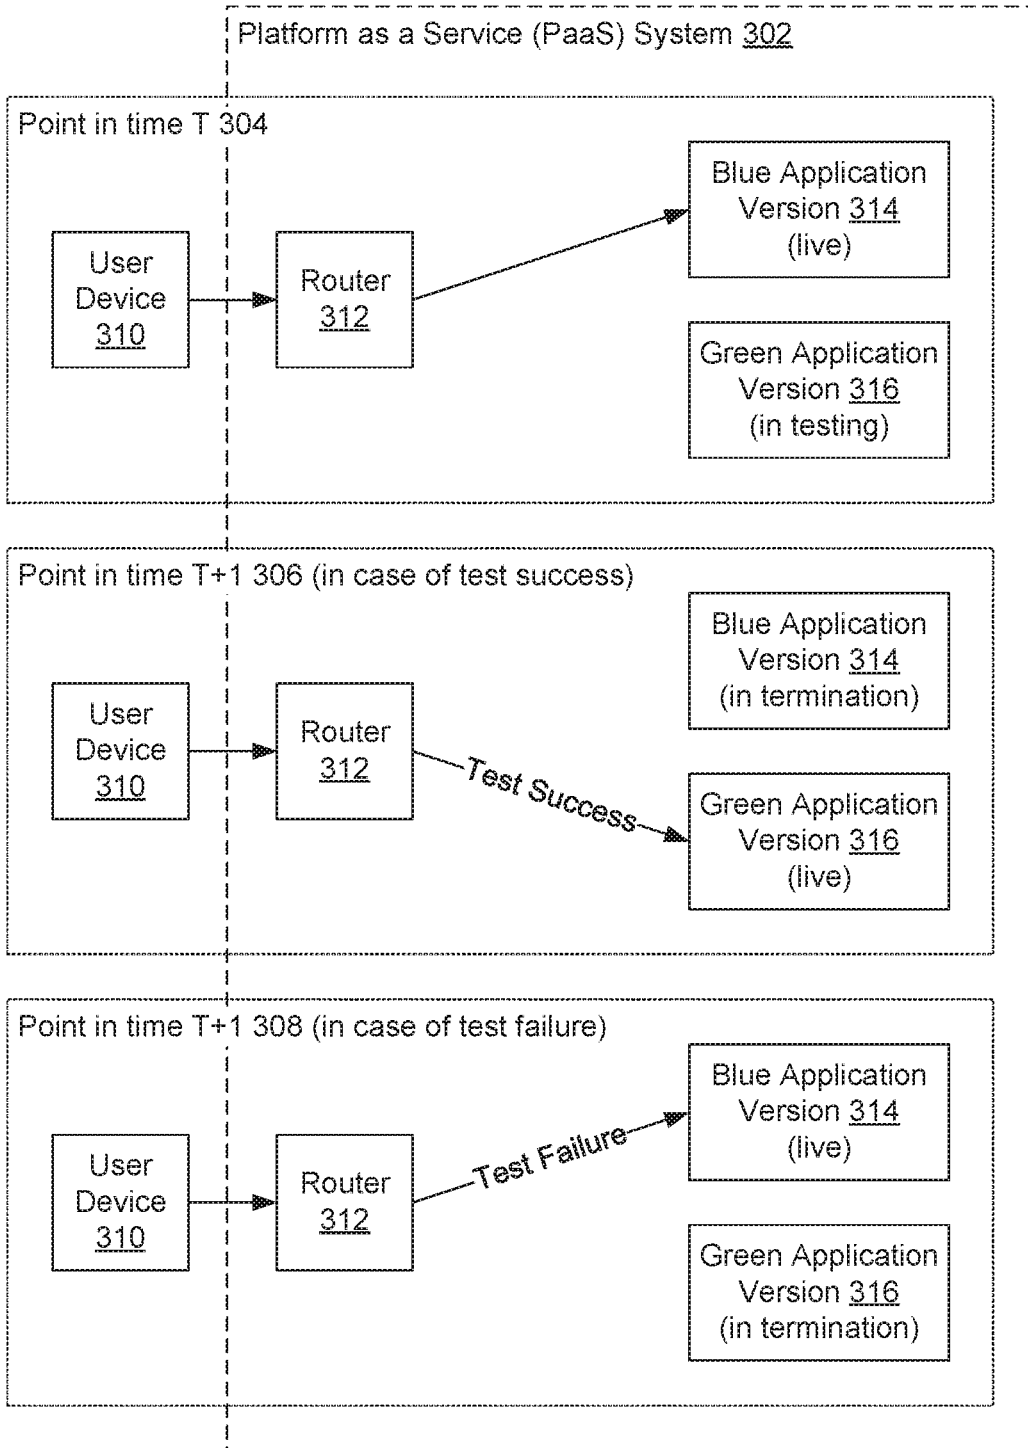 Platform as a Service (PaaS) System 302
Point in time T 304
User
Device
310
Router
312
Blue Application
Version 314
(live)
Green Application
Version 316
(in testing)
Point in time T+1 306 (in case of test success)
User
Device
310
Router
312
Test Success
Blue Application
Version 314
(in termination)
Green Application
Version 316
(live)
Point in time T+1 308 (in case of test failure)
User
Device
310
Router
312
Test Failure
Blue Application
Version 314
(live)
Green Application
Version 316
(in termination)